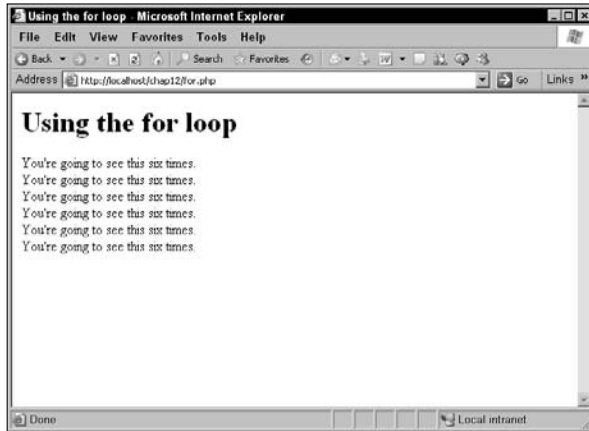 Using the for loop - Microsoft Internet Explorer
File Edit View Favorites Tools Help
Back Search Favorites
Address http://localhost/chap12/for.php Go Links »
Using the for loop
You're going to see this six times.
You're going to see this six times.
You're going to see this six times.
You're going to see this six times.
You're going to see this six times.
You're going to see this six times.
Done Local intranet